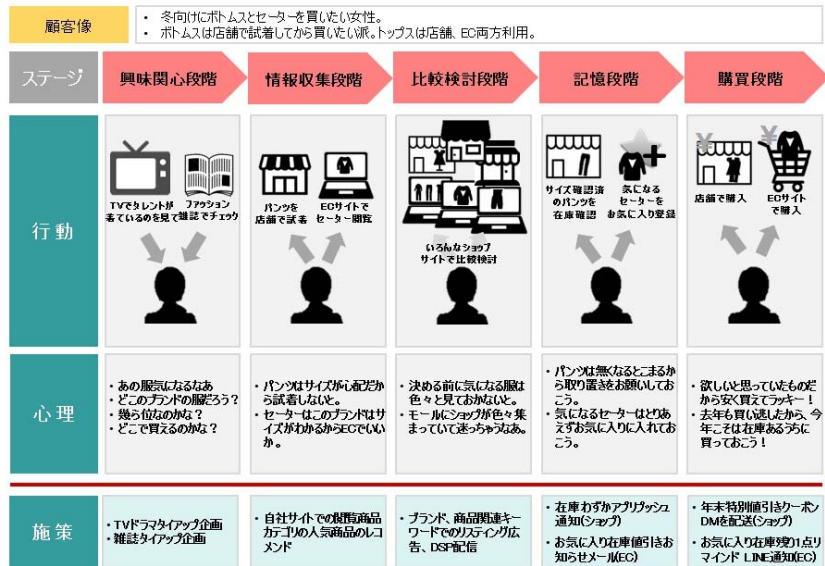 顧客像
・ 冬向けにボトムスとセーターを買いたい女性。
・ ボトムスは店舗で試着してから買いたい派。トップスは店舗、EC両方利用。
ステージ
興味関心段階
情報収集段階
比較検討段階
記憶段階
購買段階
行動
TVでタレントが
着ているのを見て
ファッション
雑誌でチェック
パンツを
店舗で試着
ECサイトで
セーター閲覧
いろんなショップ
サイトで比較検討
サイズ確認済
のパンツを
在庫確認
気になる
セーターを
お気に入り登録
¥
店舗で購入
¥
ECサイト
で購入
心理
・あの服気になるなあ
・どこのブランドの服だろう？
・幾ら位なのかな？
・どこで買えるのかな？
・パンツはサイズが心配だか
ら試着しないと。
・セーターはこのブランドはサ
イズがわかるからECでいい
か。
・決める前に気になる服は
色々と見ておかないと。
・モールにショップが色々集
まっていて迷っちゃうなあ。
・パンツは無くなるとこまるか
ら取り置きをお願いしてお
こう。
・気になるセーターはとりあ
えずお気に入りに入れてお
こう。
・欲しいと思っていたものだ
から安く買えてラッキー！
・去年も買い逃したから、今
年こそは在庫あるうちに
買っておこう！
施策
・TVドラマタイアップ企画
・雑誌タイアップ企画
・自社サイトでの閲覧商品
カテゴリの人気商品のレコ
メンド
・ブランド、商品関連キー
ワードでのリスティング広
告、DSP配信
・在庫わずかアプリプッシュ
通知(ショップ)
・お気に入り在庫値引きお
知らせメール(EC)
・年末特別値引きクーポン
DMを配送(ショップ)
・お気に入り在庫残り1点リ
マインド LINE通知(EC)